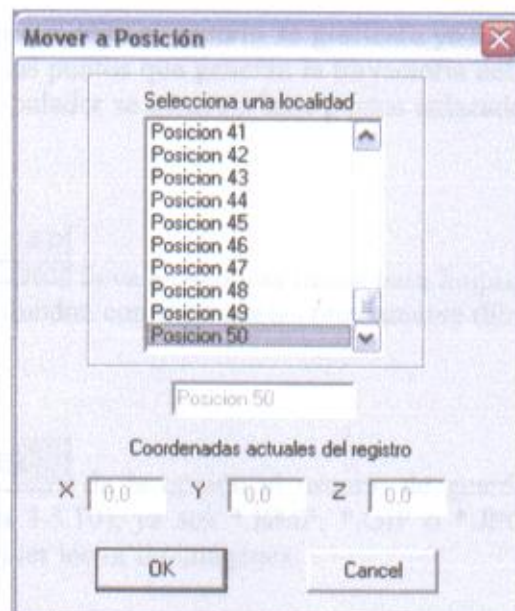 Mover a Posición
Selecciona una localidad
Posicion 41
Posicion 42
Posicion 43
Posicion 44
Posicion 45
Posicion 46
Posicion 47
Posicion 48
Posicion 49
Posicion 50
Posicion 50
Coordenadas actuales del registro
X 0.0 Y 0.0 Z 0.0
OK Cancel